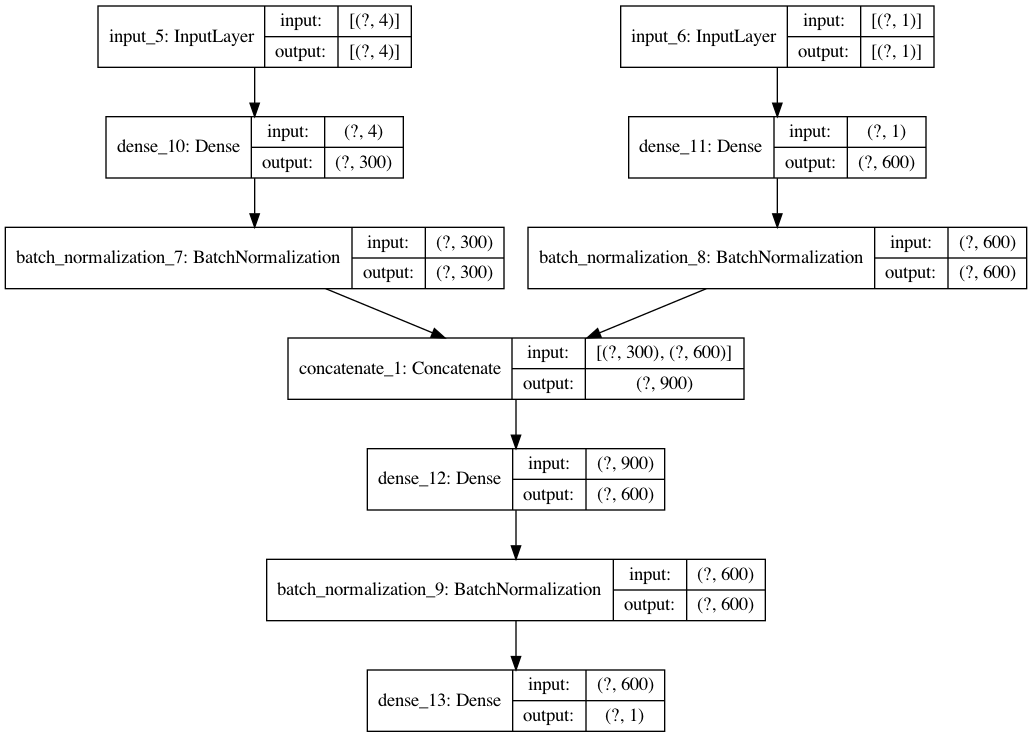 input_5: InputLayer
input: [(?, 4)]
output: [(?, 4)]
input_6: InputLayer
input: [(?, 1)]
output: [(?, 1)]
dense_10: Dense
input: (?, 4)
output: (?, 300)
dense_11: Dense
input: (?, 1)
output: (?, 600)
batch_normalization_7: BatchNormalization
input: (?, 300)
output: (?, 300)
batch_normalization_8: BatchNormalization
input: (?, 600)
output: (?, 600)
concatenate_1: Concatenate
input: [(?, 300), (?, 600)]
output: (?, 900)
dense_12: Dense
input: (?, 900)
output: (?, 600)
batch_normalization_9: BatchNormalization
input: (?, 600)
output: (?, 600)
dense_13: Dense
input: (?, 600)
output: (?, 1)